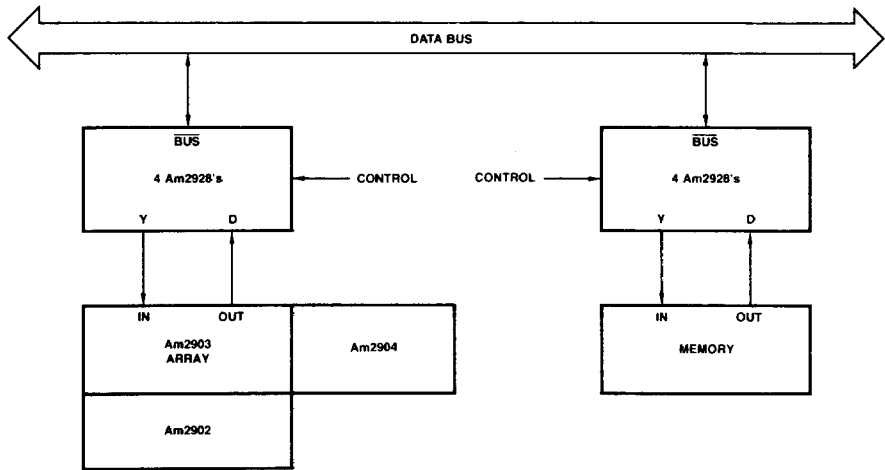 DATA BUS
BUS
4 Am2928's
Y D
CONTROL
CONTROL
BUS
4 Am2928's
Y D
IN OUT
Am2903
ARRAY
Am2904
Am2902
IN OUT
MEMORY